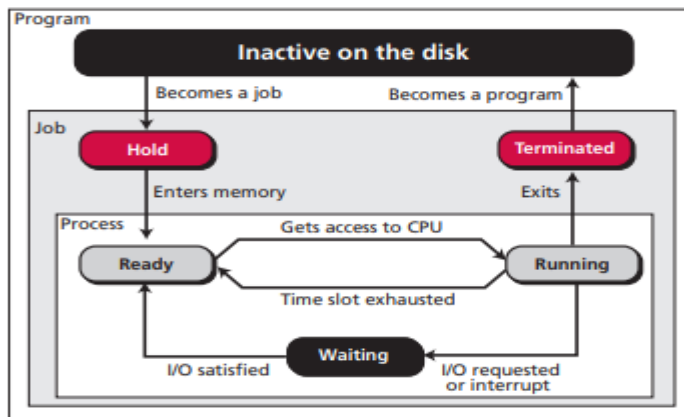 Program
Inactive on the disk
Becomes a job
Becomes a program
Job
Hold
Terminated
Enters memory
Exits
Process
Gets access to CPU
Ready
Running
Time slot exhausted
Waiting
I/O satisfied
I/O requested
or interrupt